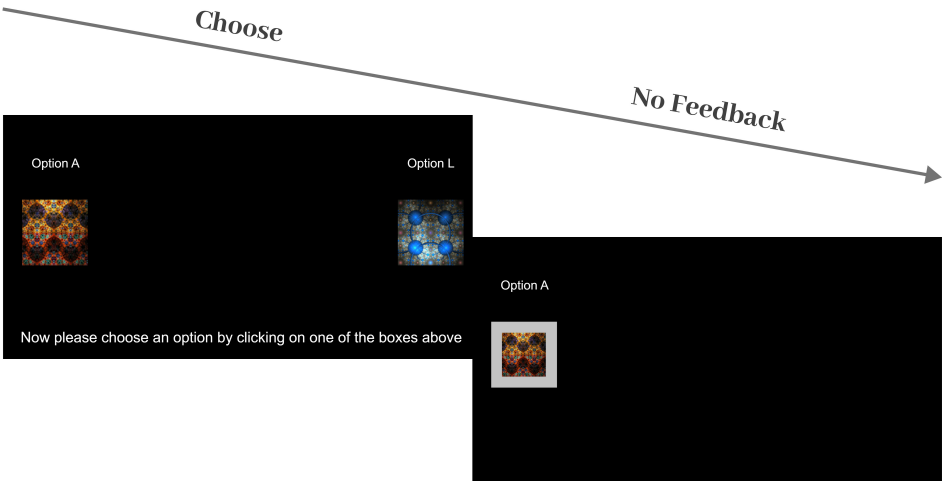 Choose
No Feedback
Option A
Option L
Now please choose an option by clicking on one of the boxes above
Option A